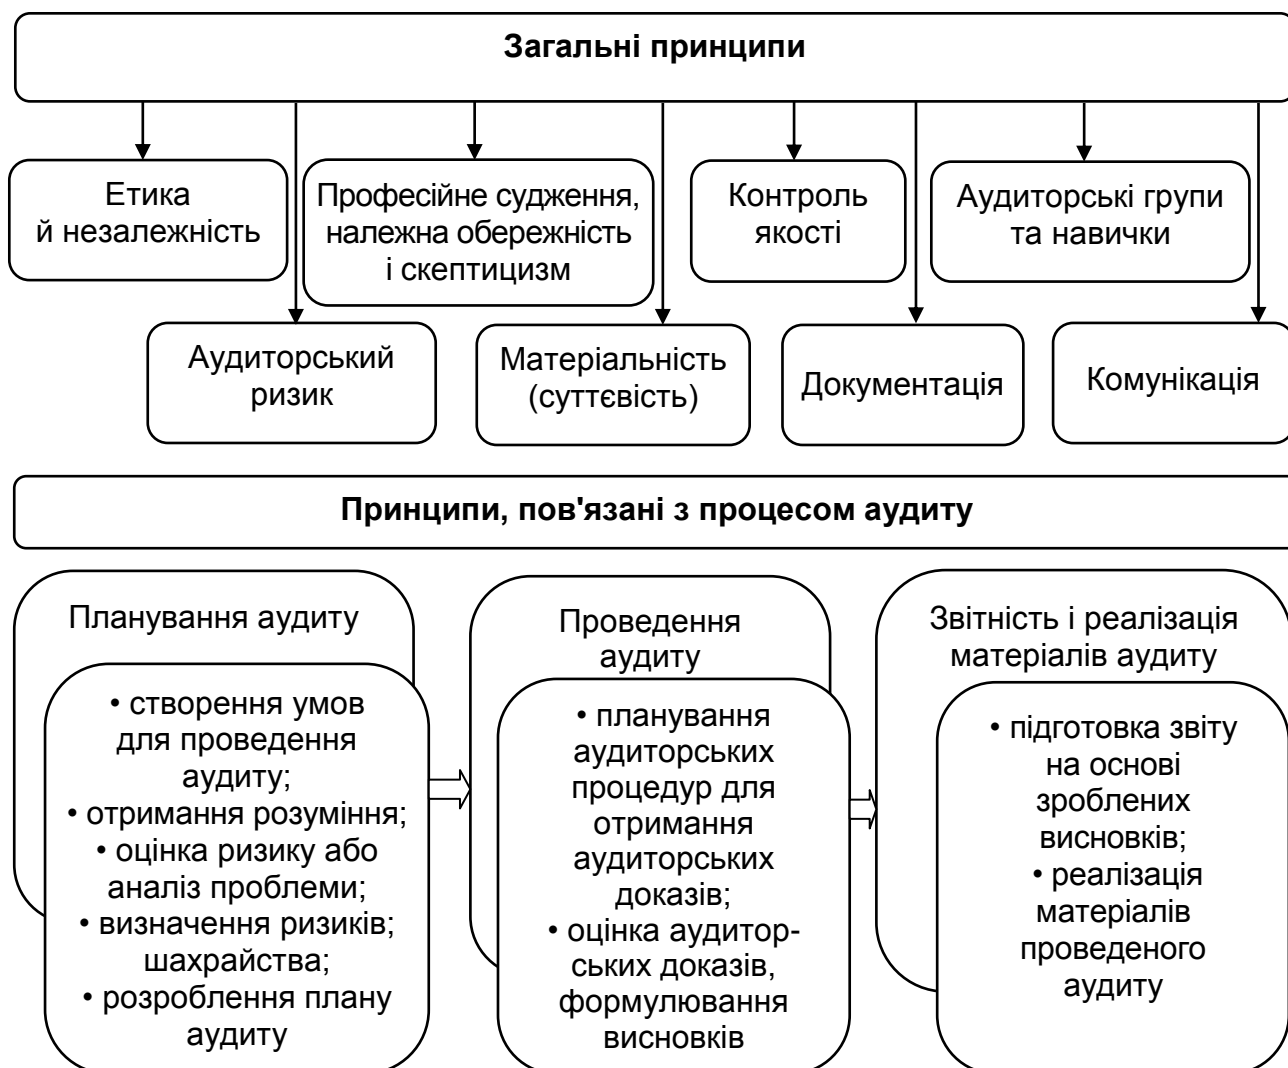 Загальні принципи
Етика
й незалежність
Професійне судження,
належна обережність
і скептицизм
Контроль
якості
Аудиторські групи
та навички
Аудиторський
ризик
Матеріальність
(суттєвість)
Документація
Комунікація
Принципи, пов'язані з процесом аудиту
Планування аудиту
• створення умов
для проведення
аудиту;
• отримання розуміння;
• оцінка ризику або
аналіз проблеми;
• визначення ризиків;
шахрайства;
• розроблення плану
аудиту
Проведення
аудиту
• планування
аудиторських
процедур для
отримання
аудиторських
доказів;
• оцінка аудитор-
ських доказів,
формулювання
висновків
Звітність і реалізація
матеріалів аудиту
• підготовка звіту
на основі
зроблених
висновків;
• реалізація
матеріалів
проведеного
аудиту